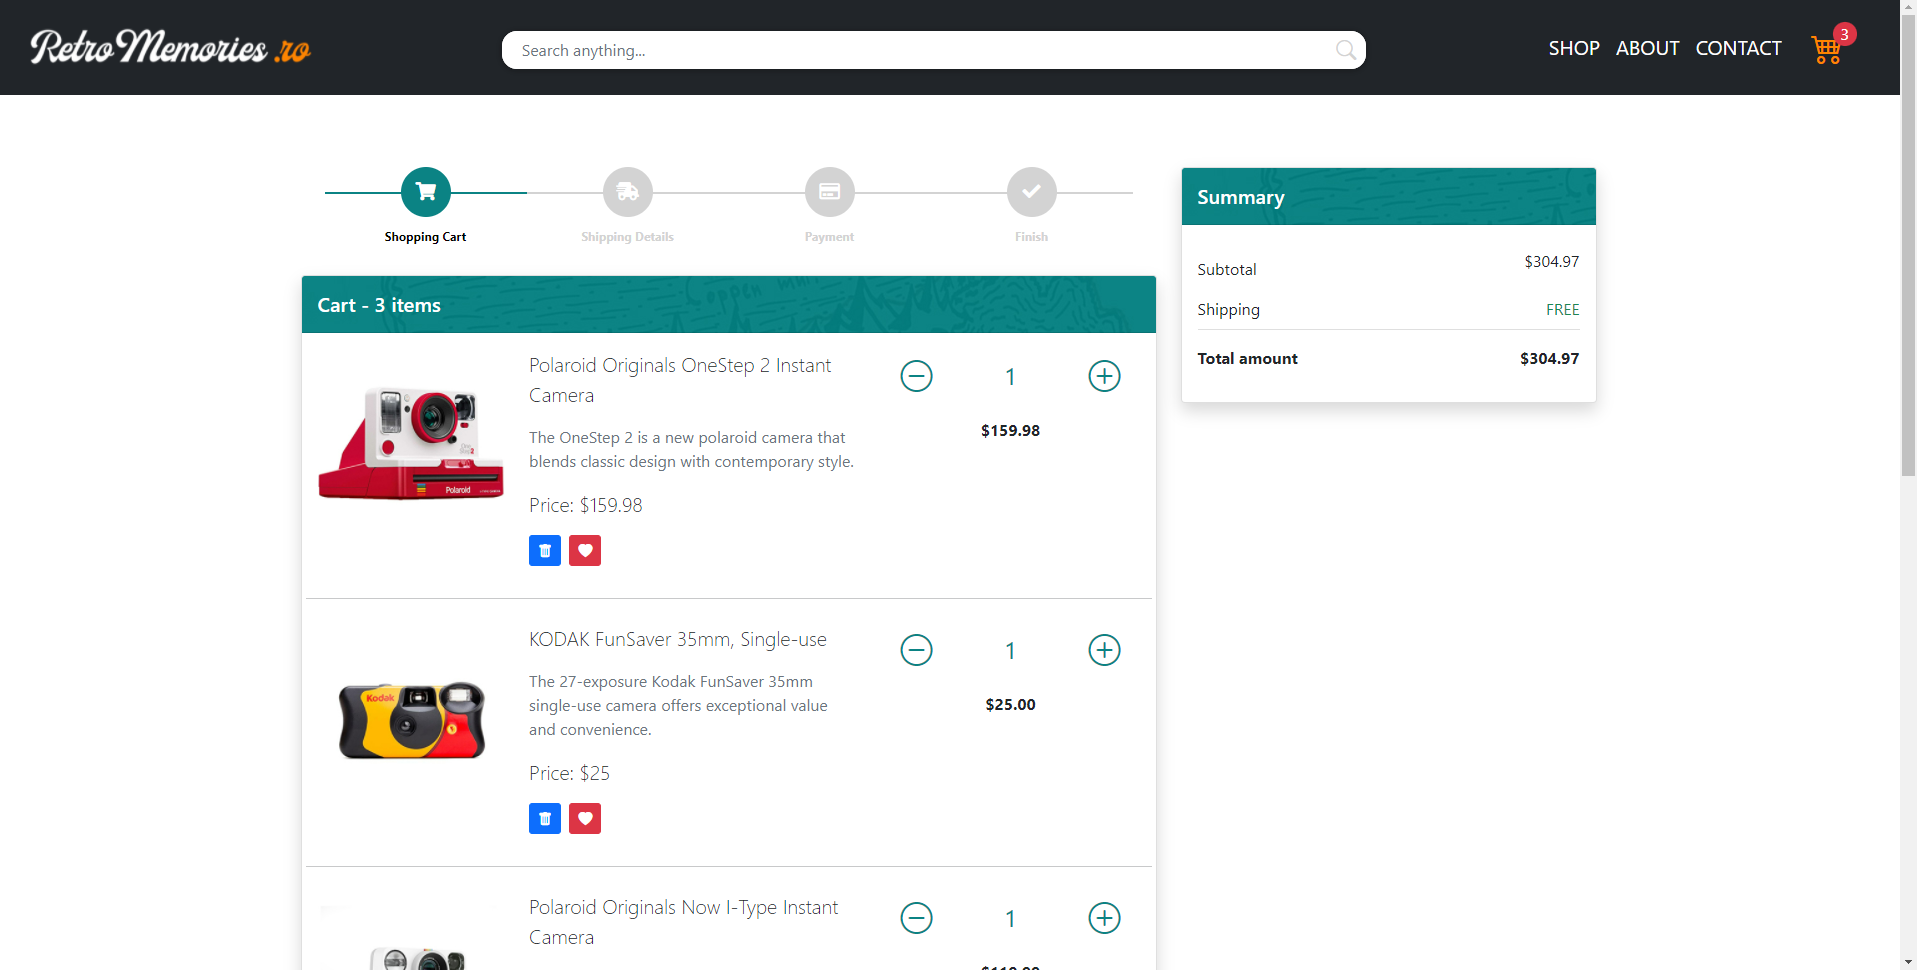 RetroMemories.ro
Search anything...
SHOP ABOUT CONTACT
3
Shopping Cart
Shipping Details
Payment
Finish
Summary
Subtotal $304.97
Shipping FREE
Total amount $304.97
Cart - 3 items
Polaroid Originals OneStep 2 Instant
Camera
The OneStep 2 is a new polaroid camera that
blends classic design with contemporary style.
Price: $159.98
1
$159.98
Polaroid
KODAK FunSaver 35mm, Single-use
The 27-exposure Kodak FunSaver 35mm
single-use camera offers exceptional value
and convenience.
Price: $25
1
$25.00
Kodak
Polaroid Originals Now I-Type Instant
Camera
1